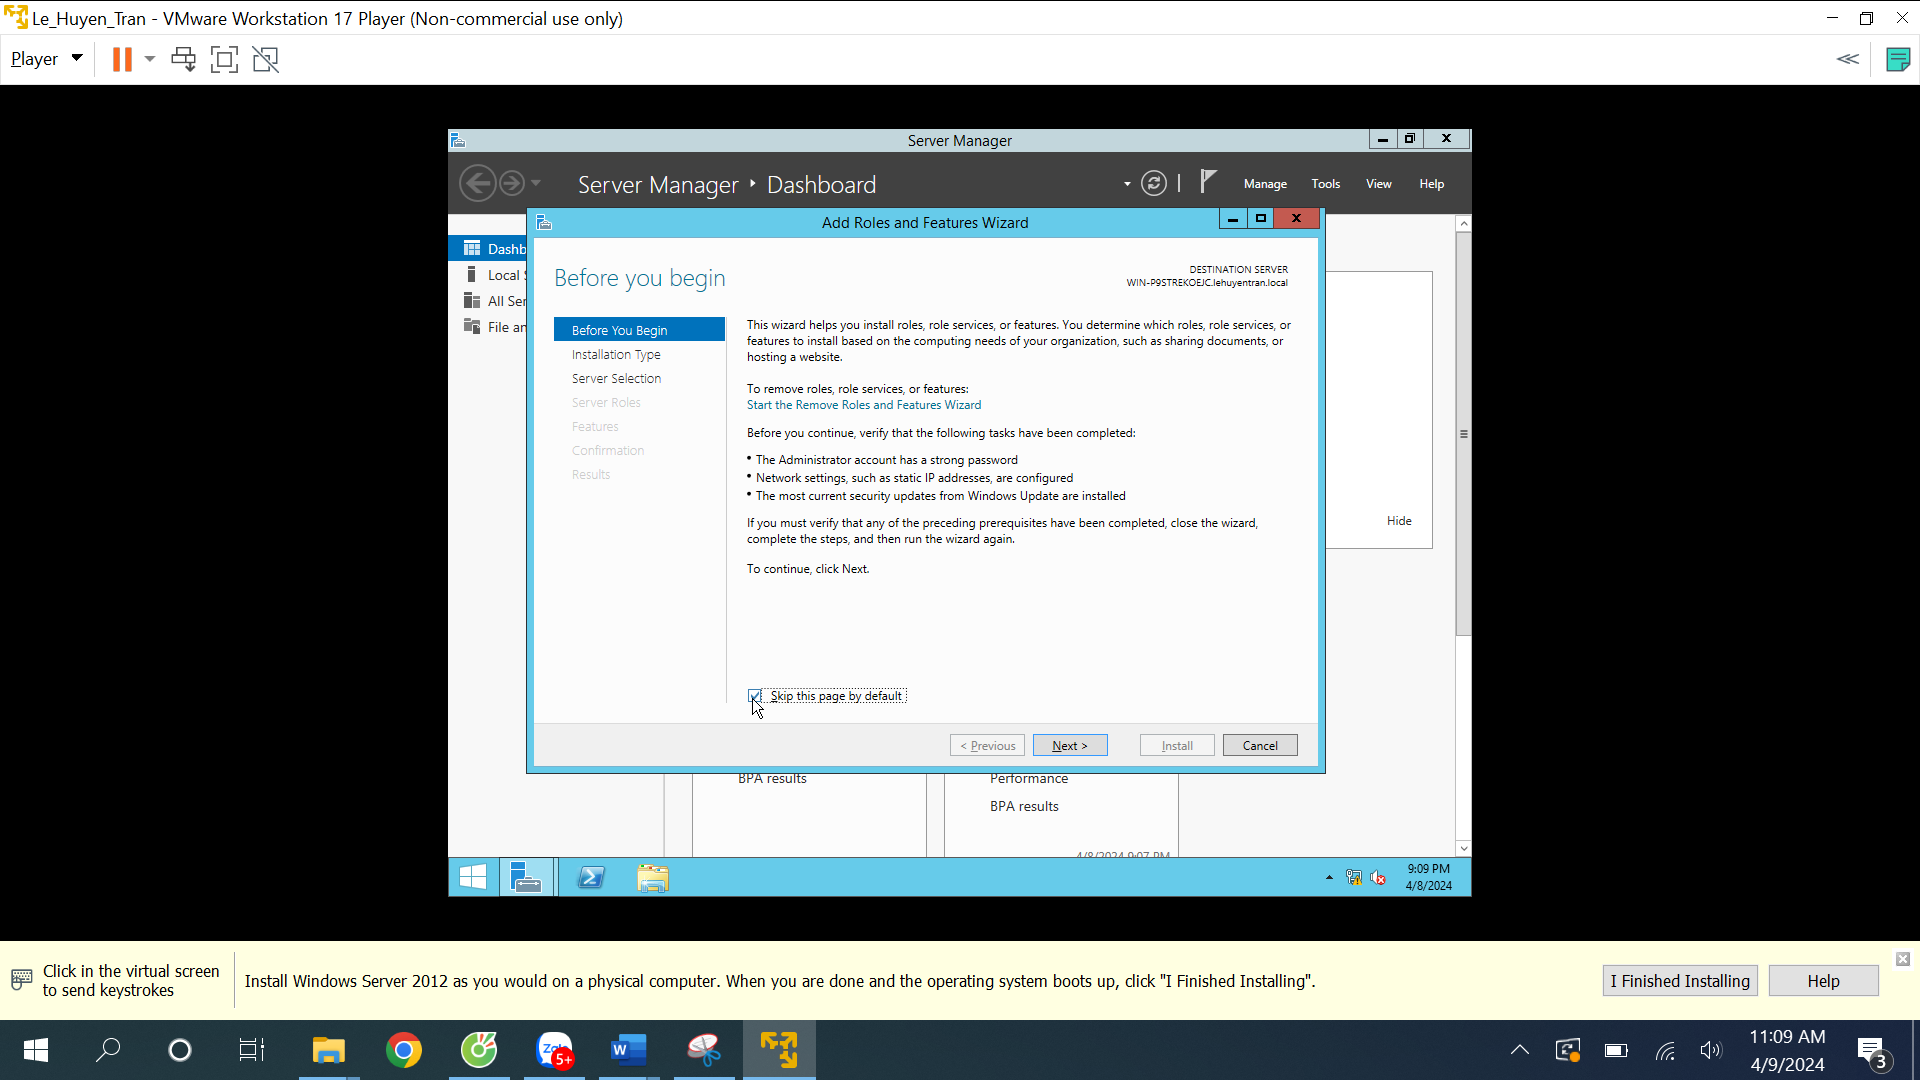 Le_Huyen_Tran - VMware Workstation 17 Player (Non-commercial use only)
Player
Server Manager
Server Manager ‣ Dashboard
Manage Tools View Help
Add Roles and Features Wizard
Dashb
Local S
All Ser
File an
Before you begin
DESTINATION SERVER
WIN-P9STREKOEJC.lehuyentran.local
Before You Begin
Installation Type
Server Selection
Server Roles
Features
Confirmation
Results
This wizard helps you install roles, role services, or features. You determine which roles, role services, or
features to install based on the computing needs of your organization, such as sharing documents, or
hosting a website.
To remove roles, role services, or features:
Start the Remove Roles and Features Wizard
Before you continue, verify that the following tasks have been completed:
• The Administrator account has a strong password
• Network settings, such as static IP addresses, are configured
• The most current security updates from Windows Update are installed
If you must verify that any of the preceding prerequisites have been completed, close the wizard,
complete the steps, and then run the wizard again.
To continue, click Next.
Skip this page by default
< Previous Next > Install Cancel
Hide
BPA results
Performance
BPA results
4/8/2024 9:07 PM
9:09 PM
4/8/2024
Click in the virtual screen
to send keystrokes
Install Windows Server 2012 as you would on a physical computer. When you are done and the operating system boots up, click "I Finished Installing".
I Finished Installing
Help
5+
11:09 AM
4/9/2024
3